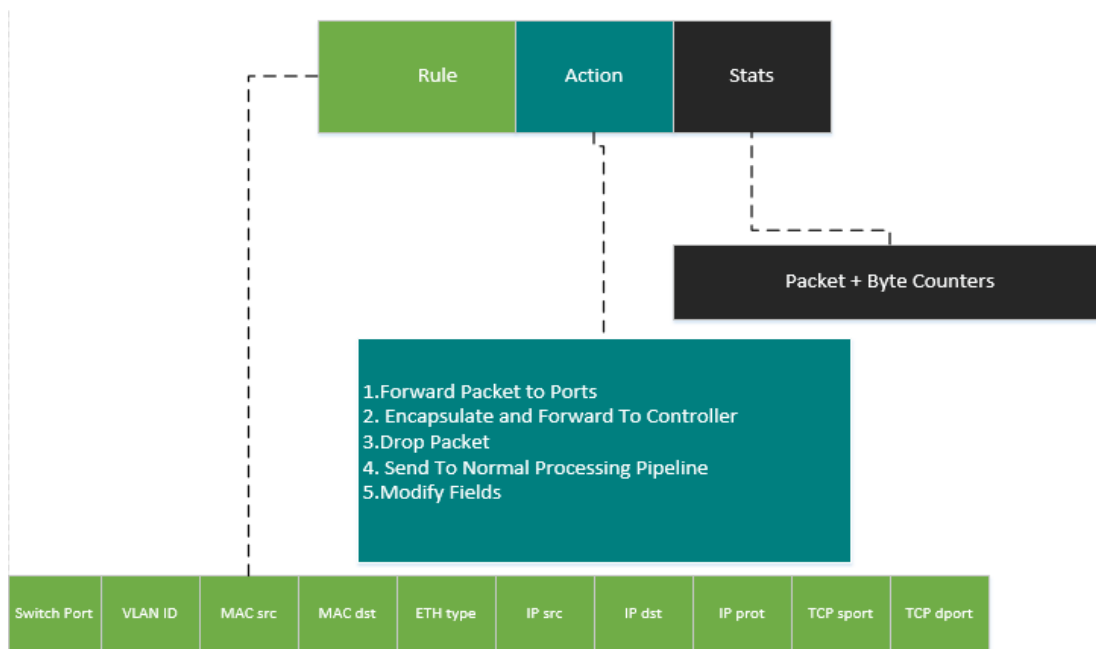 Rule
Action
Stats
Packet + Byte Counters
1.Forward Packet to Ports
2. Encapsulate and Forward To Controller
3.Drop Packet
4. Send To Normal Processing Pipeline
5.Modify Fields
Switch Port
VLAN ID
MAC src
MAC dst
ETH type
IP src
IP dst
IP prot
TCP sport
TCP dport